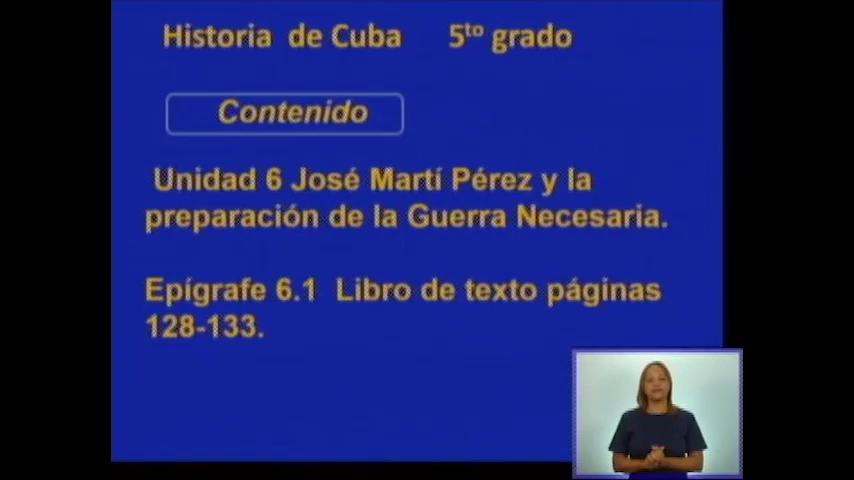 Historia de Cuba 5to grado
Contenido
Unidad 6 José Martí Pérez y la
preparación de la Guerra Necesaria.
Epígrafe 6.1 Libro de texto páginas
128-133.